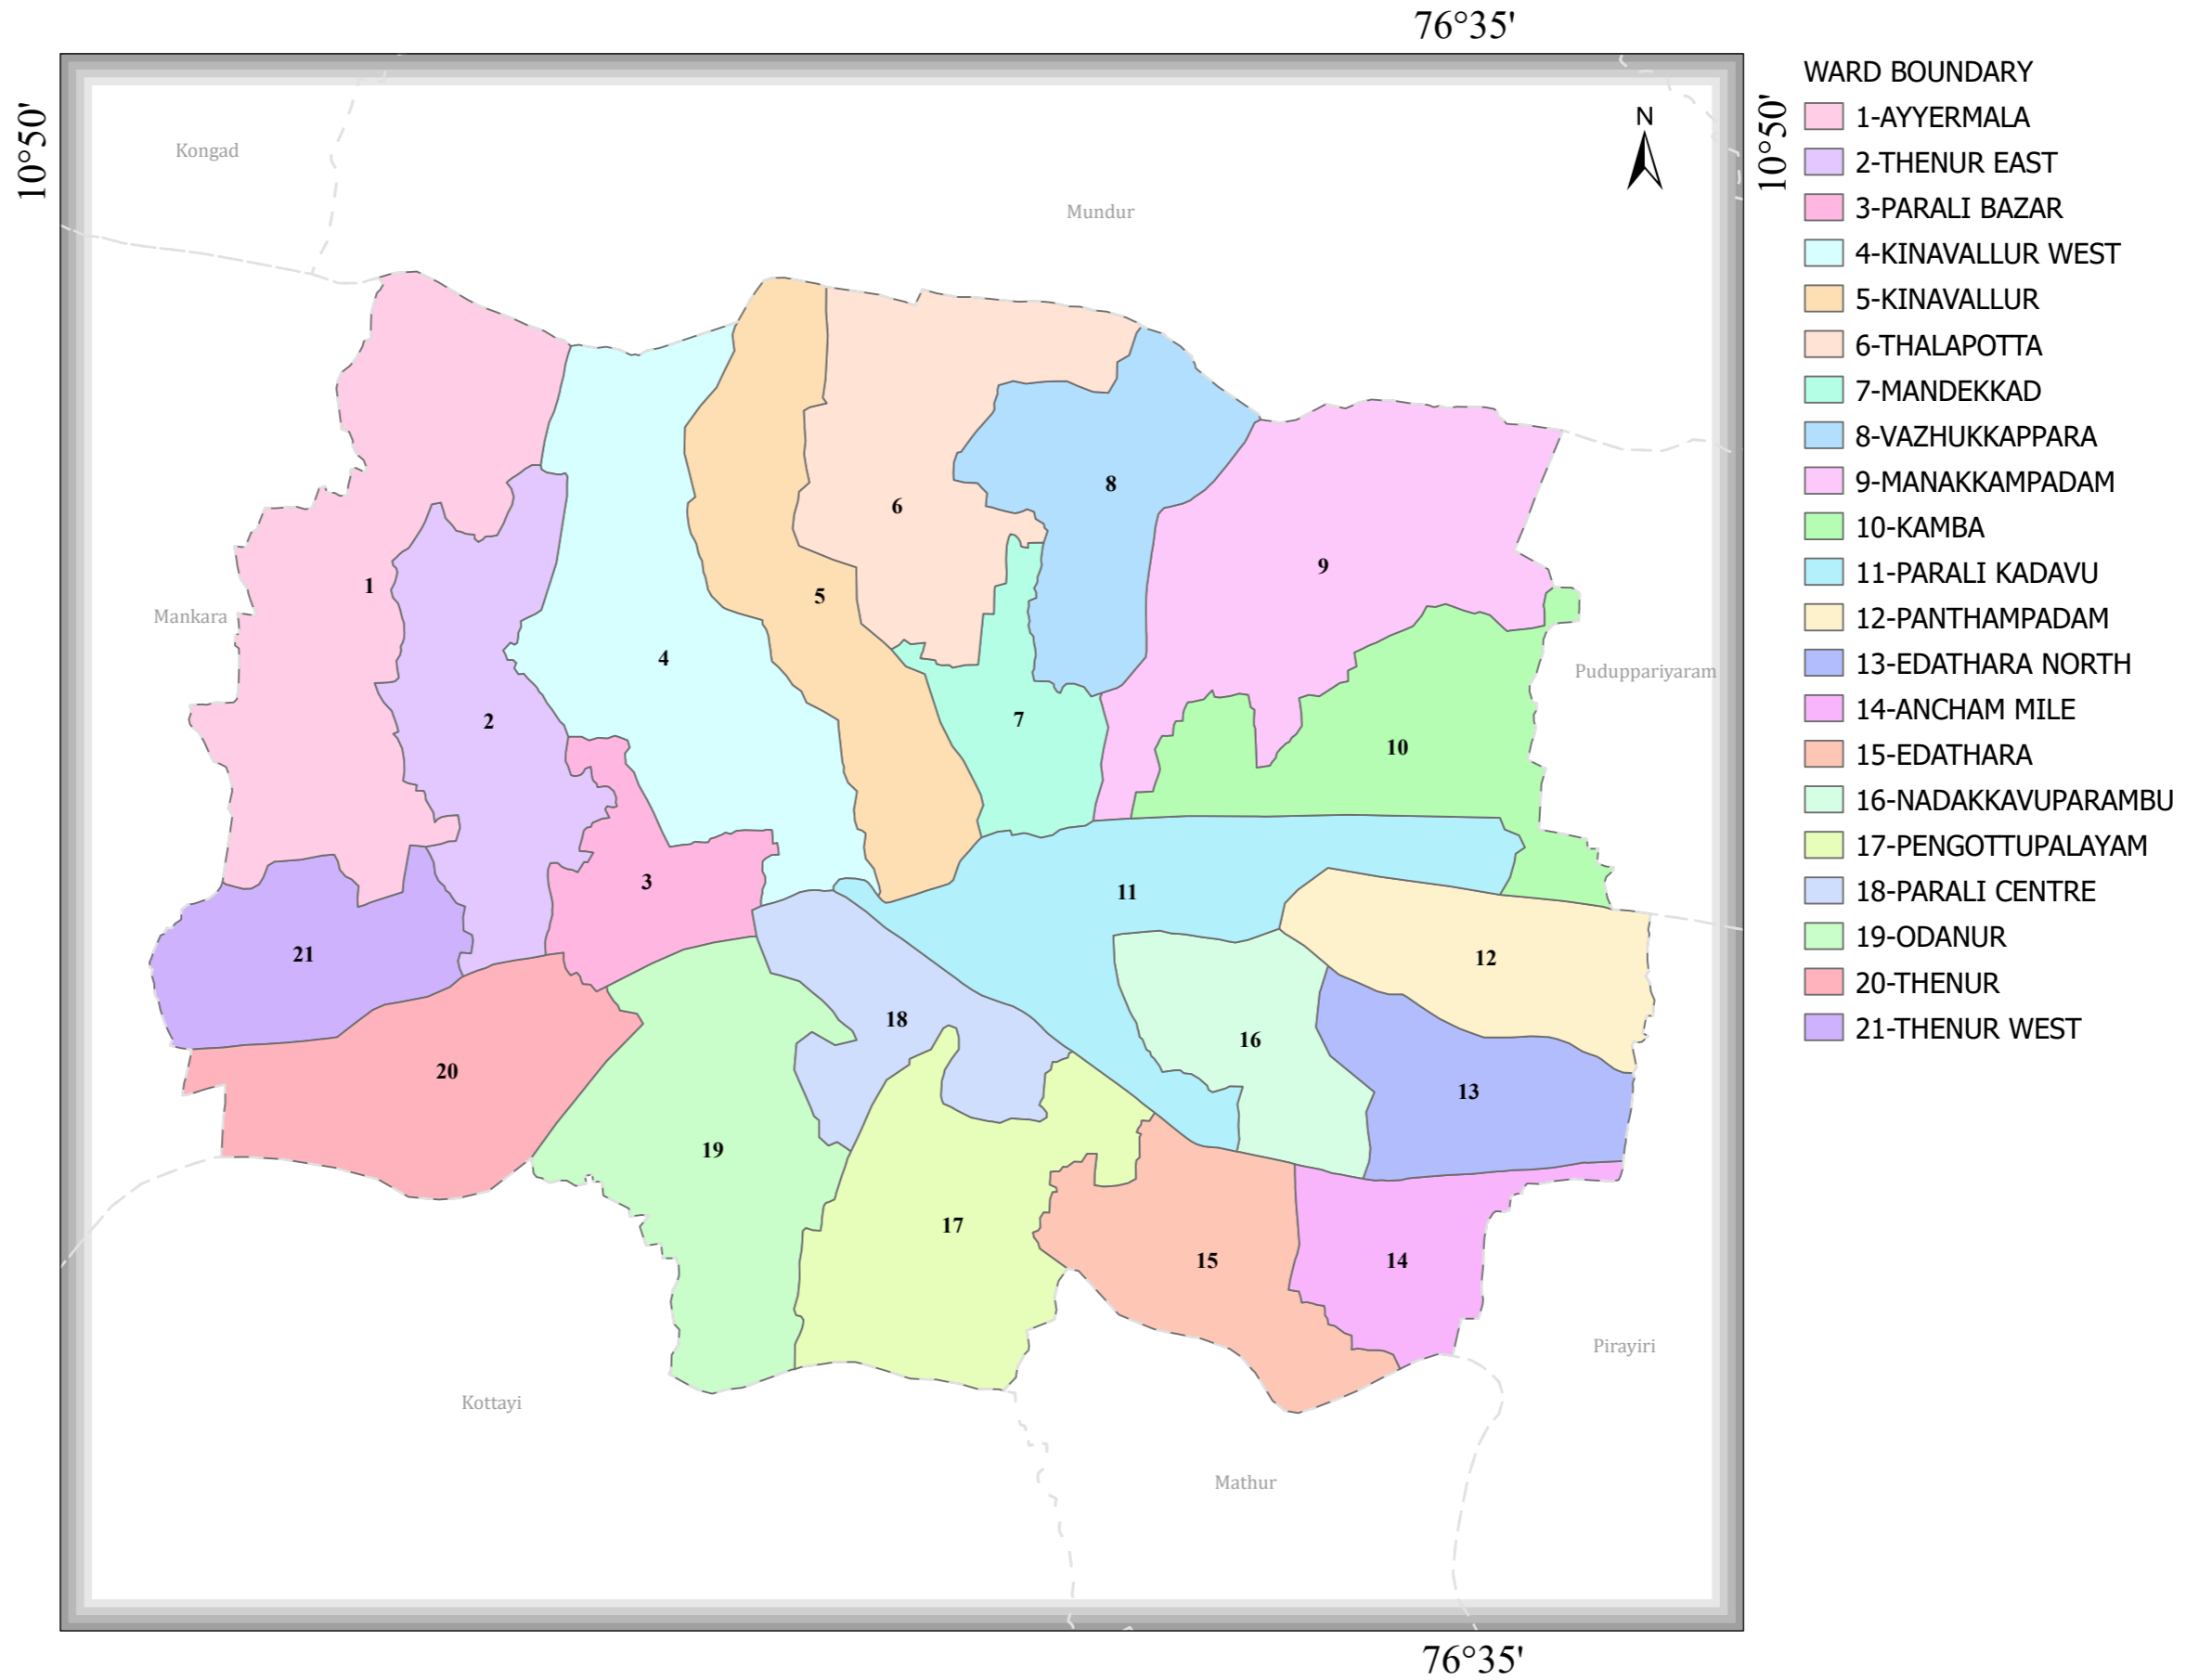 76°35'
10°50'
10°50'
N
Kongad
Mundur
Mankara
Puduppariyaram
Pirayiri
Kottayi
Mathur
1
2
3
4
5
6
7
8
9
10
11
12
13
14
15
16
17
18
19
20
21
76°35'
WARD BOUNDARY
1-AYYERMALA
2-THENUR EAST
3-PARALI BAZAR
4-KINAVALLUR WEST
5-KINAVALLUR
6-THALAPOTTA
7-MANDEKKAD
8-VAZHUKKAPPARA
9-MANAKKAMPADAM
10-KAMBA
11-PARALI KADAVU
12-PANTHAMPADAM
13-EDATHARA NORTH
14-ANCHAM MILE
15-EDATHARA
16-NADAKKAVUPARAMBU
17-PENGOTTUPALAYAM
18-PARALI CENTRE
19-ODANUR
20-THENUR
21-THENUR WEST